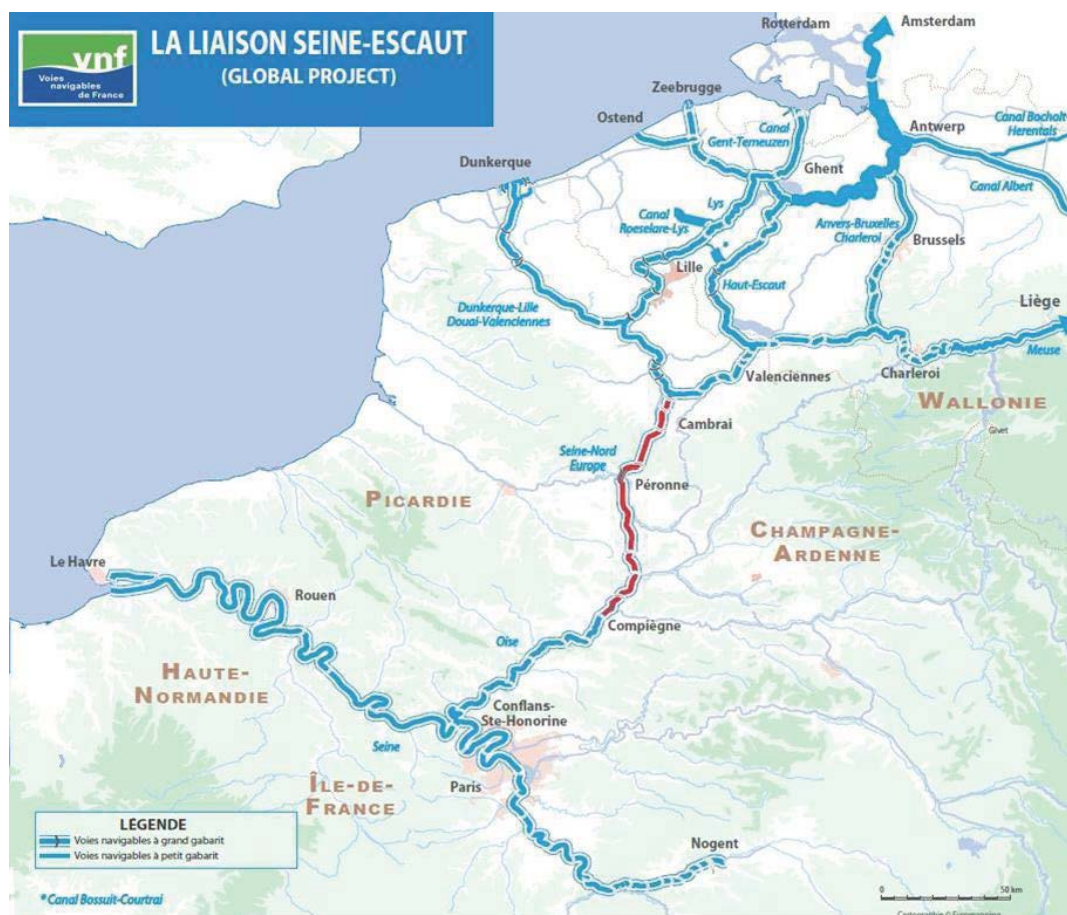 vnf
Voies
navigables
de France
LA LIAISON SEINE-ESCAUT
(GLOBAL PROJECT)
Rotterdam
Amsterdam
Zeebrugge
Ostend
Canal
Gent-Terneuzen
Antwerp
Canal Bocholt
Herentals
Dunkerque
Ghent
Canal Albert
Lys
Canal
Roeselare-Lys
Anvers-Bruxelles
Charleroi
Brussels
Lille
Haut-Escaut
Liège
Dunkerque-Lille
Douai-Valenciennes
Meuse
Valenciennes
Charleroi
WALLONIE
Cambrai
Givet
Seine-Nord
Europe
Péronne
PICARDIE
CHAMPAGNE-
ARDENNE
Le Havre
Rouen
Compiègne
Oise
HAUTE-
NORMANDIE
Conflans-
Ste-Honorine
Seine
Paris
ÎLE-DE-
FRANCE
LÉGENDE
Voies navigables à grand gabarit
Voies navigables à petit gabarit
Nogent
* Canal Bossuit-Courtrai
0 50 km